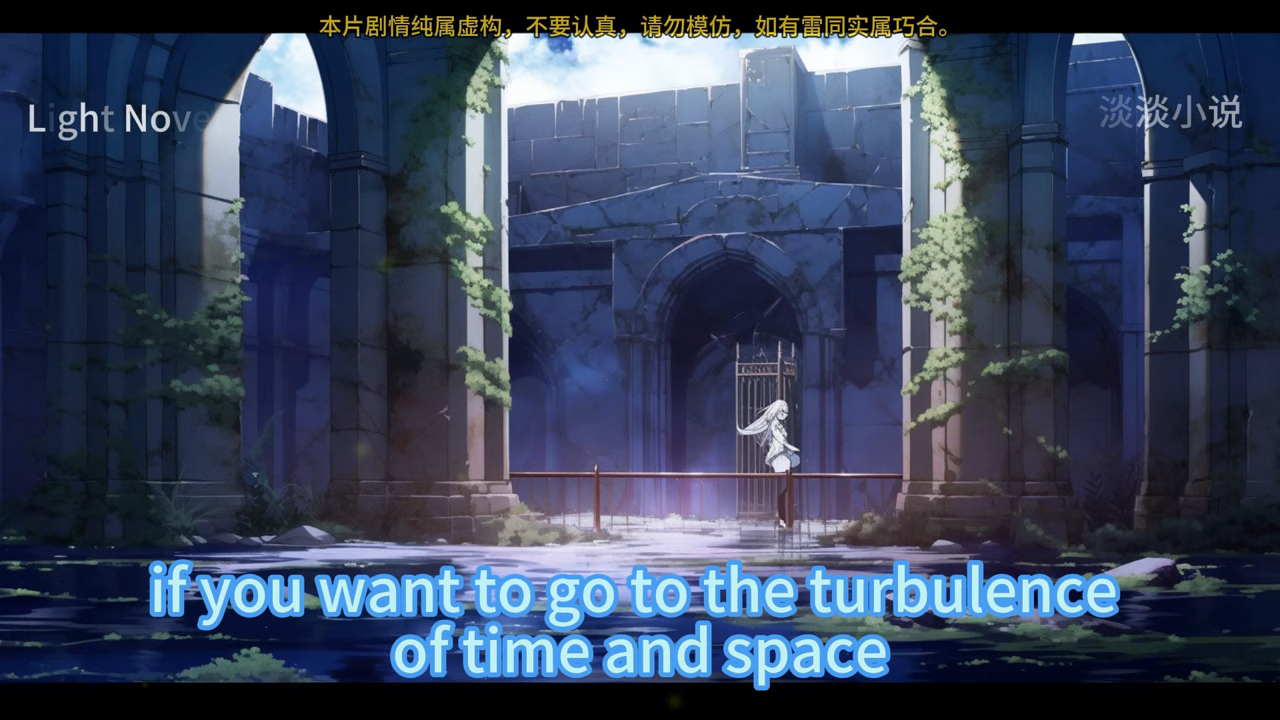 本片剧情纯属虚构，不要认真，请勿模仿，如有雷同实属巧合。
Light Nove
淡淡小说
if you want to go to the turbulence
of time and space